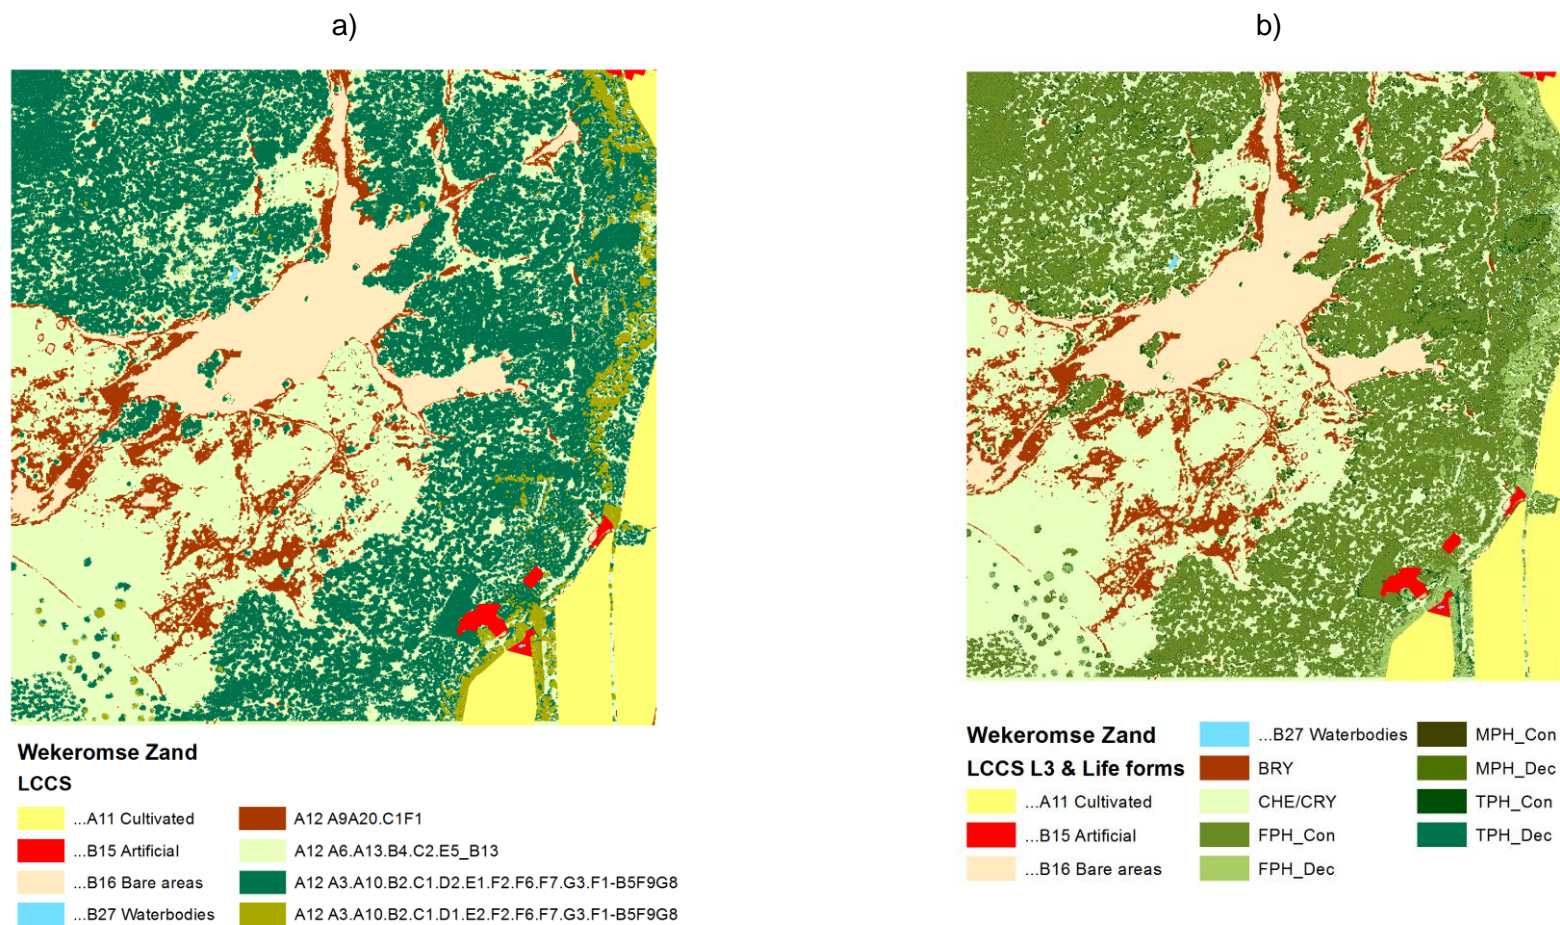 a)
b)
Wekeromse Zand
LCCS
...A11 Cultivated
...B15 Artificial
...B16 Bare areas
...B27 Waterbodies
A12 A9A20.C1F1
A12 A6.A13.B4.C2.E5_B13
A12 A3.A10.B2.C1.D2.E1.F2.F6.F7.G3.F1-B5F9G8
A12 A3.A10.B2.C1.D1.E2.F2.F6.F7.G3.F1-B5F9G8
Wekeromse Zand
LCCS L3 & Life forms
...A11 Cultivated
...B15 Artificial
...B16 Bare areas
...B27 Waterbodies
BRY
CHE/CRY
FPH_Con
FPH_Dec
MPH_Con
MPH_Dec
TPH_Con
TPH_Dec